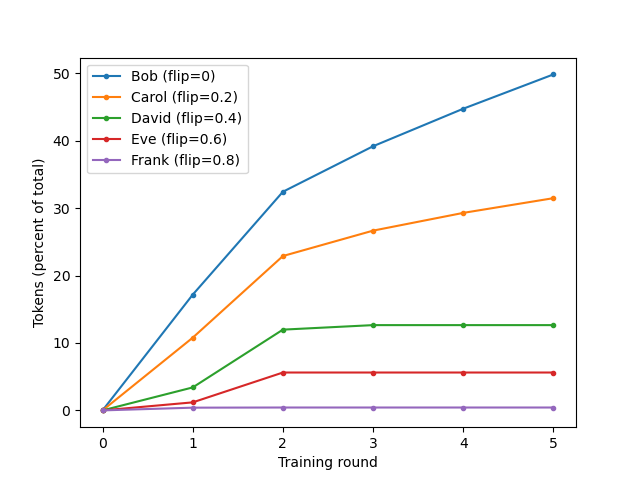 50
40
30
20
10
0
Tokens (percent of total)
Bob (flip=0)
Carol (flip=0.2)
David (flip=0.4)
Eve (flip=0.6)
Frank (flip=0.8)
0 1 2 3 4 5
Training round